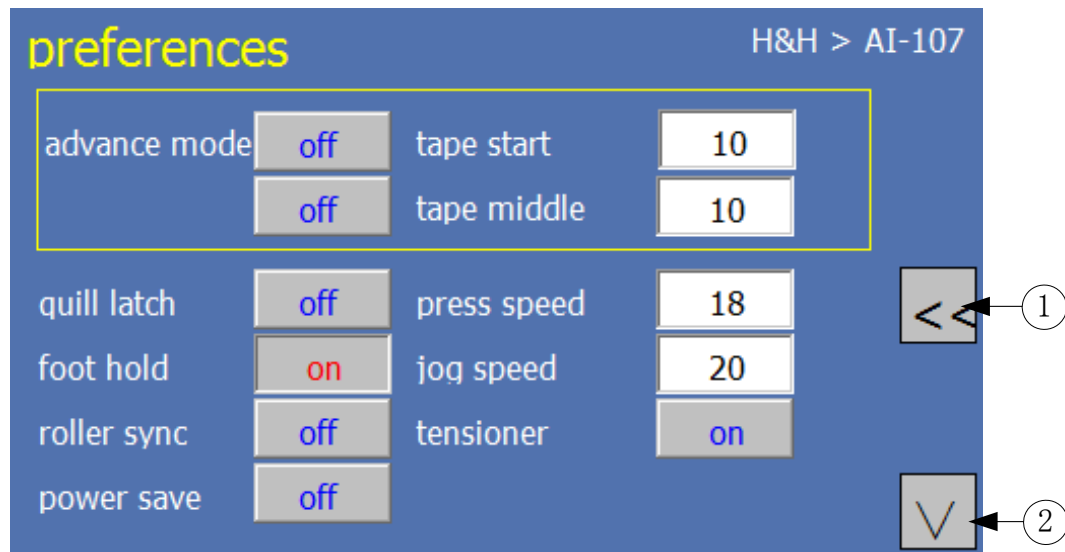 preferences H&H > AI-107
advance mode off tape start 10
off tape middle 10
quill latch off press speed 18
<< 1
foot hold on jog speed 20
roller sync off tensioner on
power save off
V 2